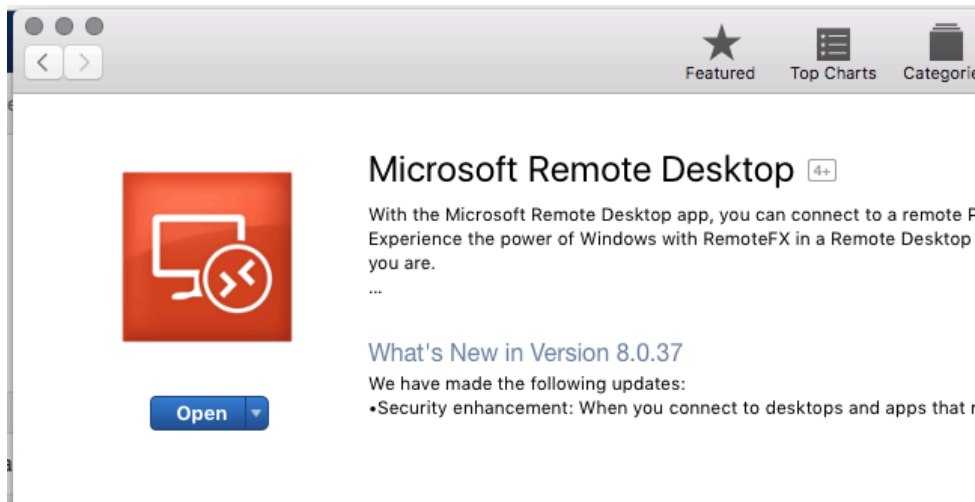 Featured Top Charts Categorie
Microsoft Remote Desktop 4+
With the Microsoft Remote Desktop app, you can connect to a remote P
Experience the power of Windows with RemoteFX in a Remote Desktop
you are.
...
What's New in Version 8.0.37
We have made the following updates:
•Security enhancement: When you connect to desktops and apps that r
Open